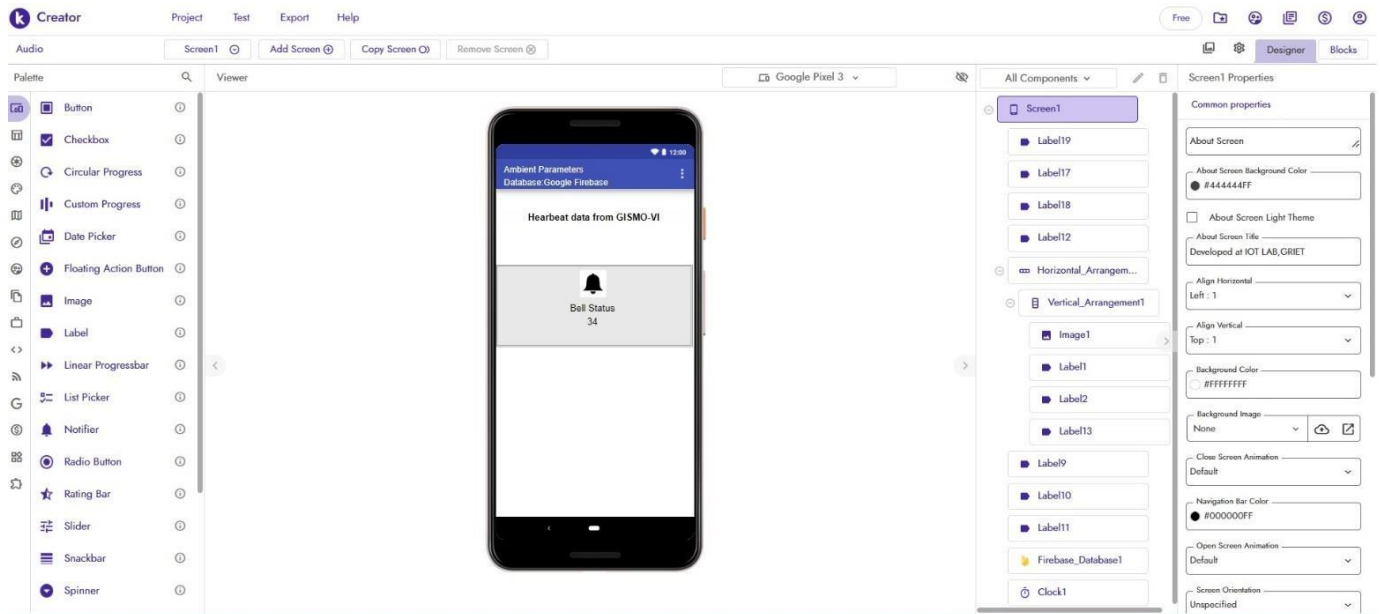 Creator
Project
Test
Export
Help
Free
Audio
Screen1
Add Screen
Copy Screen
Remove Screen
Designer
Blocks
Palette
Button
Checkbox
Circular Progress
Custom Progress
Date Picker
Floating Action Button
Image
Label
Linear Progressbar
List Picker
Notifier
Radio Button
Rating Bar
Slider
Snackbar
Spinner
Viewer
Google Pixel 3
12:00
Ambient Parameters
Database:Google Firebase
Hearbeat data from GISMO-VI
Bell Status
34
All Components
Screen1
Label19
Label17
Label18
Label12
Horizontal_Arrangem...
Vertical_Arrangement1
Image1
Label1
Label2
Label13
Label9
Label10
Label11
Firebase_Database1
Clock1
Screen1 Properties
Common properties
About Screen
About Screen Background Color
#444444FF
About Screen Light Theme
About Screen Title
Developed at IOT LAB,GRIET
Align Horizontal
Left : 1
Align Vertical
Top : 1
Background Color
#FFFFFFFF
Background Image
None
Close Screen Animation
Default
Navigation Bar Color
#000000FF
Open Screen Animation
Default
Screen Orientation
Unspecified